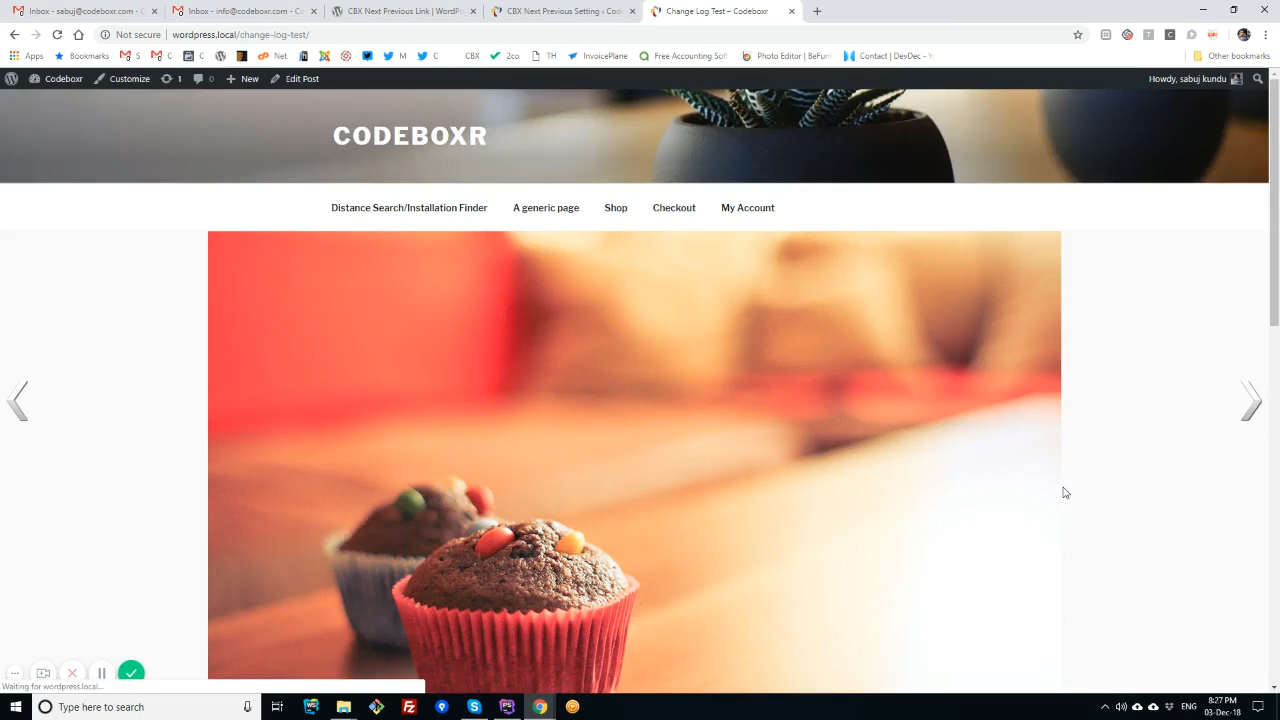 Inbox - sabuj@codeboxr.com - C
Inbox - info@codeboxr.com - C
CBX Next Previous Link | WordPr
CBX Next Previous Setting ‹ Code
Change Log Test – Codeboxr
Not secure | wordpress.local/change-log-test/
Apps
Bookmarks
S
G
C
C
Net
M
C
CBX
2co
TH
InvoicePlane
Free Accounting Soft
Photo Editor | BeFun
Contact | DevDec - Y
Other bookmarks
Codeboxr
Customize
1
0
New
Edit Post
Howdy, sabuj kundu
CODEBOXR
Distance Search/Installation Finder
A generic page
Shop
Checkout
My Account
Waiting for wordpress.local...
Type here to search
ENG
8:27 PM
03-Dec-18